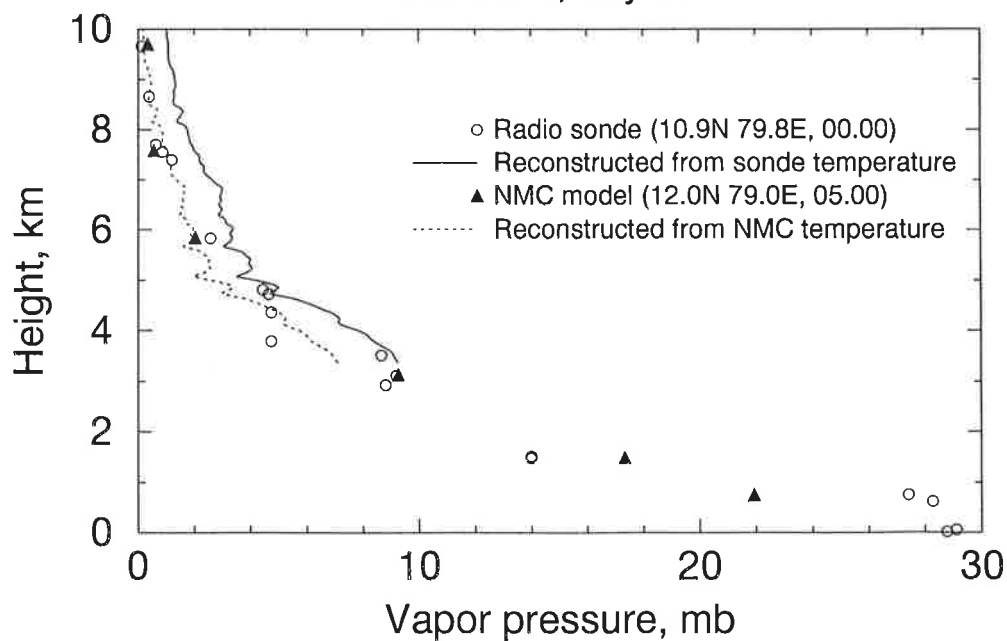 10
8
6
4
2
0
Height, km
Radio sonde (10.9N 79.8E, 00.00)
Reconstructed from sonde temperature
NMC model (12.0N 79.0E, 05.00)
Reconstructed from NMC temperature
0
10
20
30
Vapor pressure, mb